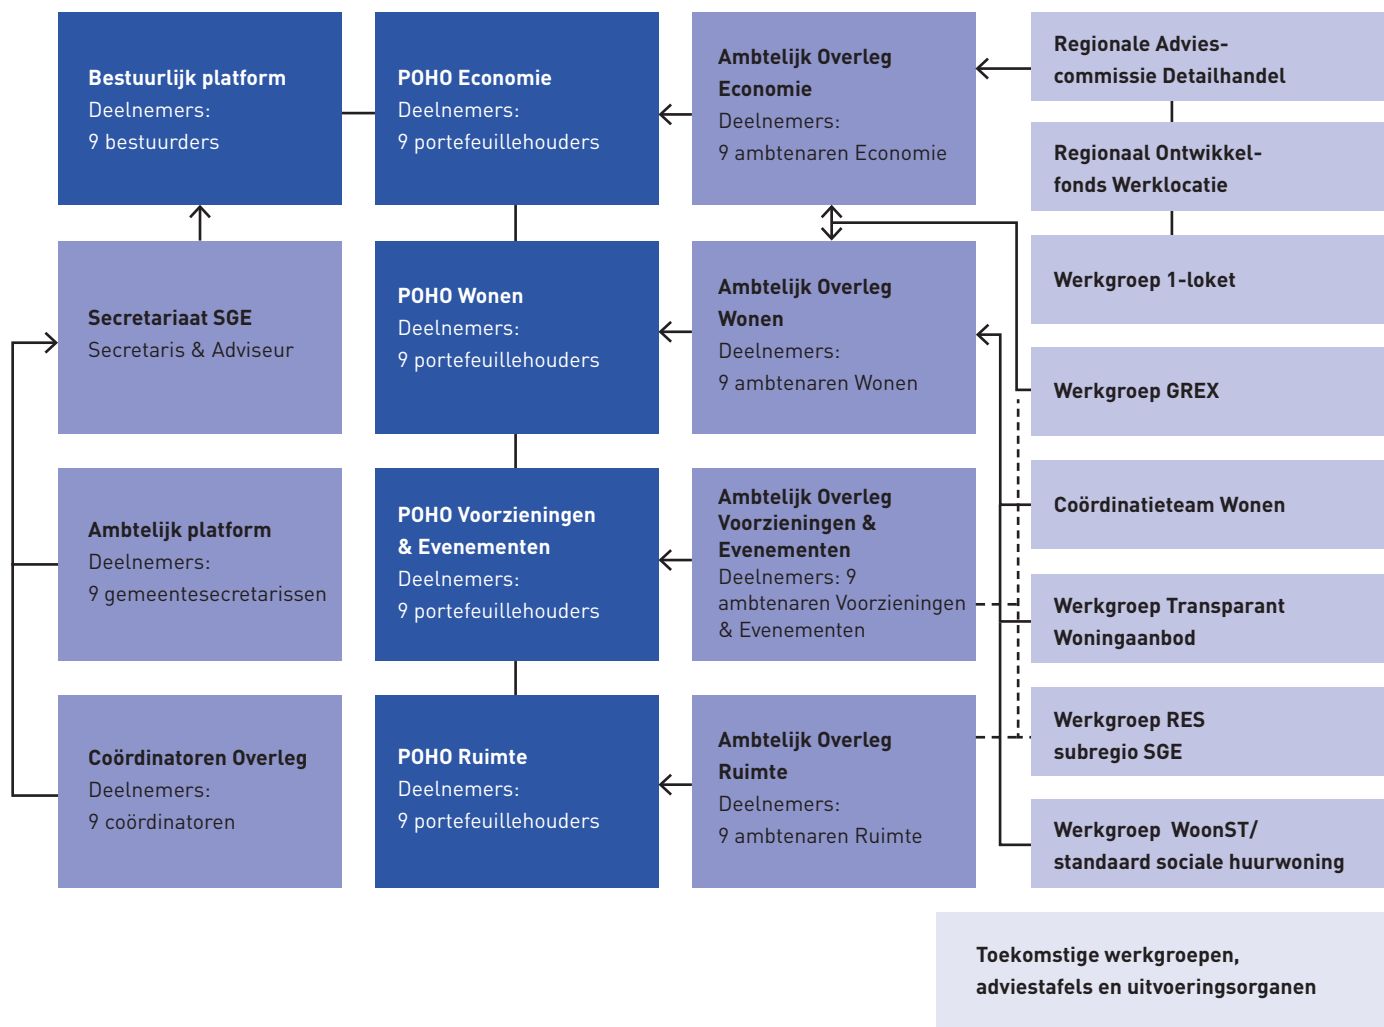 Bestuurlijk platform
Deelnemers:
9 bestuurders
Secretariaat SGE
Secretaris & Adviseur
Ambtelijk platform
Deelnemers:
9 gemeentesecretarissen
Coördinatoren Overleg
Deelnemers:
9 coördinatoren
POHO Economie
Deelnemers:
9 portefeuillehouders
POHO Wonen
Deelnemers:
9 portefeuillehouders
POHO Voorzieningen
& Evenementen
Deelnemers:
9 portefeuillehouders
POHO Ruimte
Deelnemers:
9 portefeuillehouders
Ambtelijk Overleg
Economie
Deelnemers:
9 ambtenaren Economie
Ambtelijk Overleg
Wonen
Deelnemers:
9 ambtenaren Wonen
Ambtelijk Overleg
Voorzieningen &
Evenementen
Deelnemers: 9
ambtenaren Voorzieningen
& Evenementen
Ambtelijk Overleg
Ruimte
Deelnemers:
9 ambtenaren Ruimte
Regionale Advies-
commissie Detailhandel
Regionaal Ontwikkel-
fonds Werklocatie
Werkgroep 1-loket
Werkgroep GREX
Coördinatieteam Wonen
Werkgroep Transparant
Woningaanbod
Werkgroep RES
subregio SGE
Werkgroep WoonST/
standaard sociale huurwoning
Toekomstige werkgroepen,
adviestafels en uitvoeringsorganen